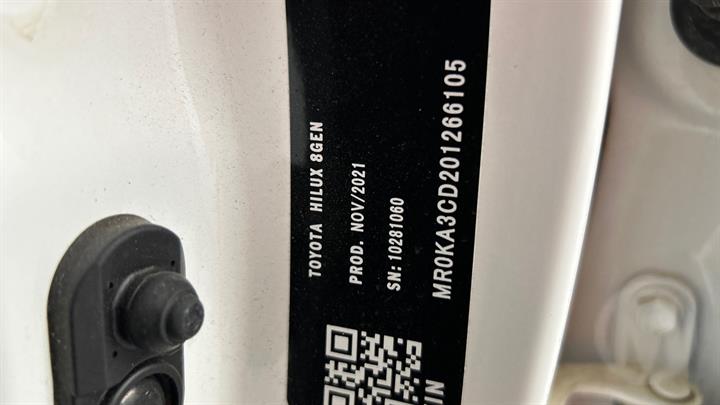 TOYOTA HILUX 8GEN
PROD. NOV/2021
SN:10281060
MR0KA3CD201266105